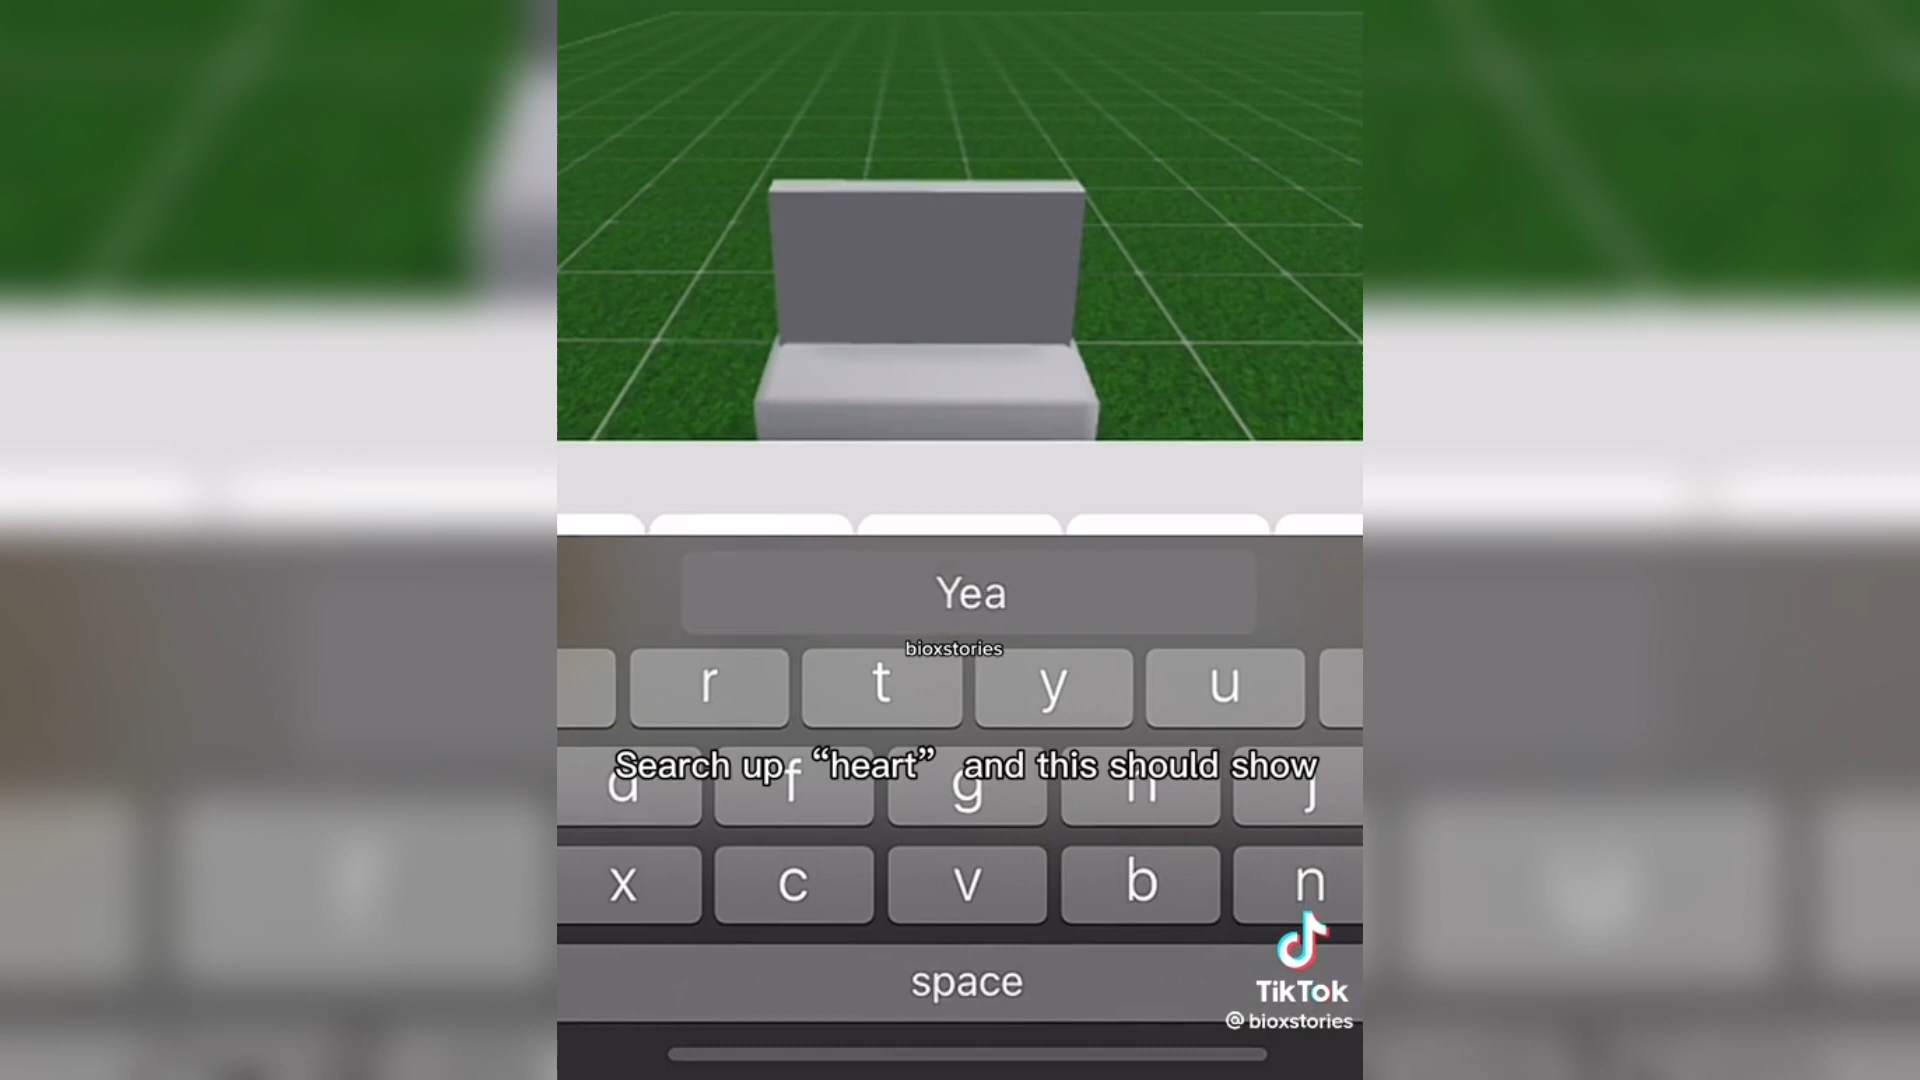 Yea
bioxstories
r t y u
Search up “heart” and this should show
d f g h j
x c v b n
space
TikTok
@bioxstories